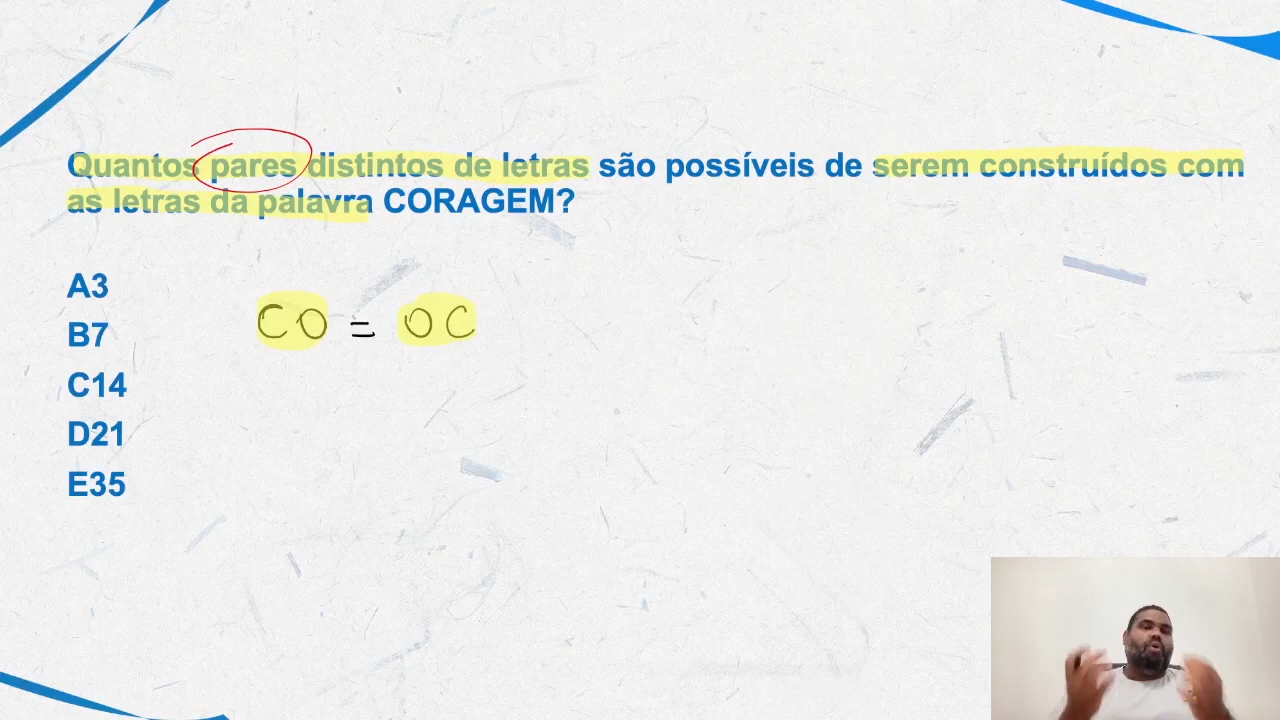 Quantos pares distintos de letras são possíveis de serem construídos com
as letras da palavra CORAGEM?
A3
B7
C14
D21
E35
CO = OC